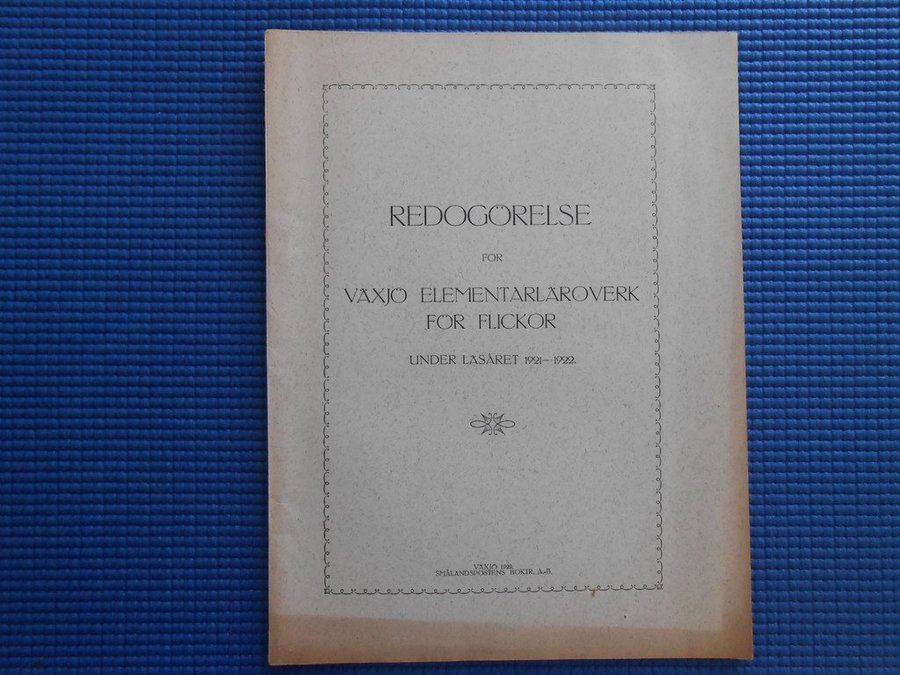 REDOGÖRELSE
FÖR
VÄXJÖ ELEMENTARLÄROVERK
FÖR FLICKOR
UNDER LÄSÅRET 1921—1922.
VÄXJÖ 1922,
SMÅLANDSPOSTENS BOKTR. A.-B.